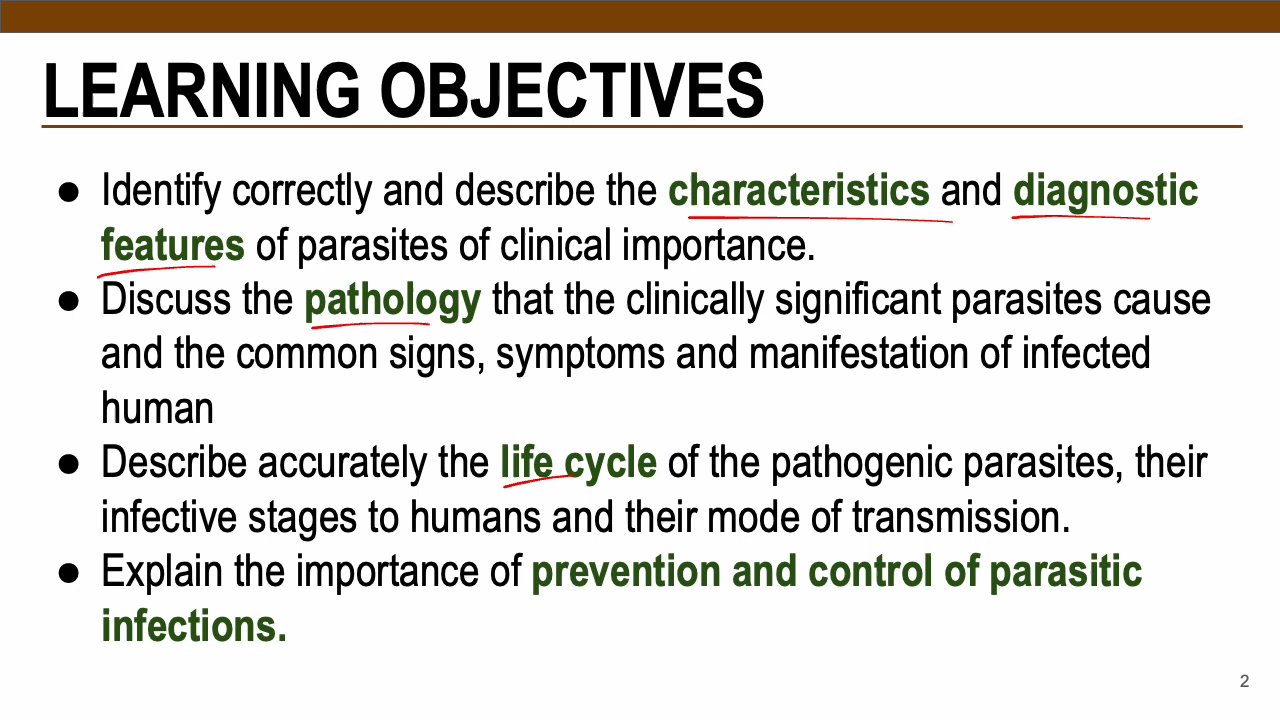 LEARNING OBJECTIVES
● Identify correctly and describe the characteristics and diagnostic
features of parasites of clinical importance.
● Discuss the pathology that the clinically significant parasites cause
and the common signs, symptoms and manifestation of infected
human
● Describe accurately the life cycle of the pathogenic parasites, their
infective stages to humans and their mode of transmission.
● Explain the importance of prevention and control of parasitic
infections.
2